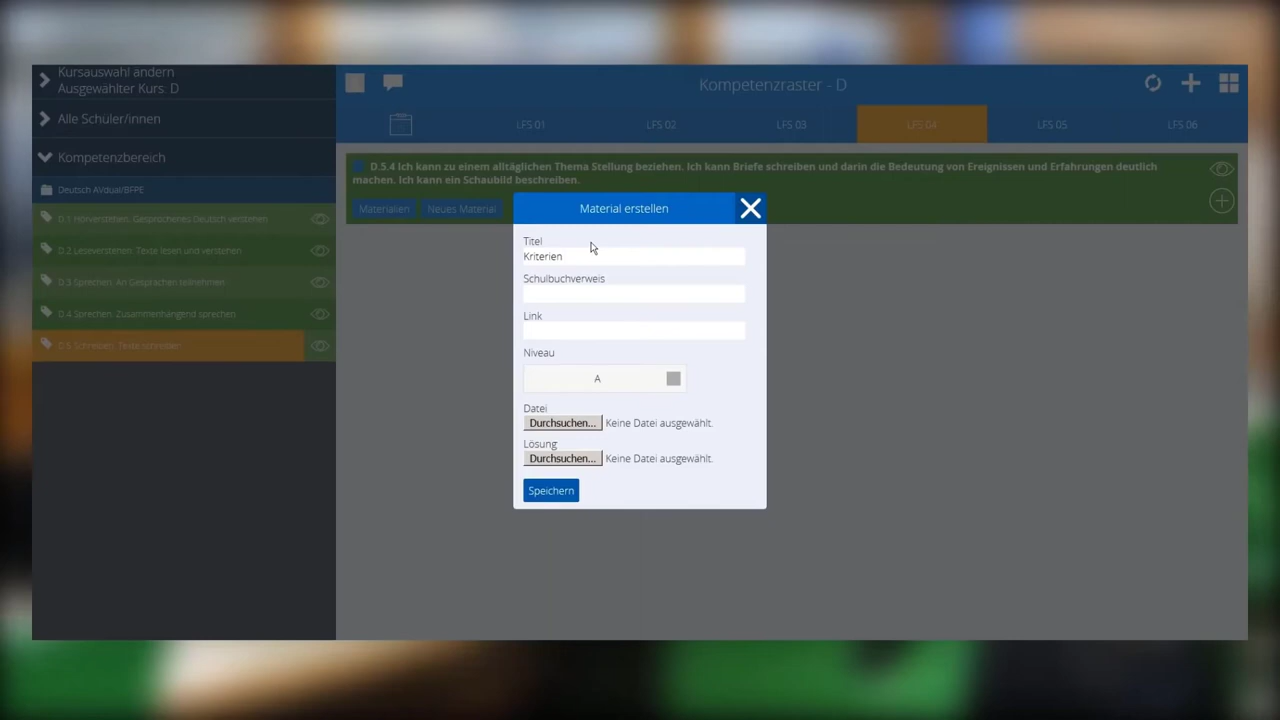 Kursauswahl ändern
Ausgewählter Kurs: D
Alle Schüler/innen
Kompetenzbereich
Deutsch AVdual/BFPE
D.1 Hörverstehen: Gesprochenes Deutsch verstehen
D.2 Leseverstehen: Texte lesen und verstehen
D.3 Sprechen: An Gesprächen teilnehmen
D.4 Sprechen: Zusammenhängend sprechen
D.5 Schreiben: Texte schreiben
Kompetenzraster - D
LFS 01
LFS 02
LFS 03
LFS 04
LFS 05
LFS 06
D.5.4 Ich kann zu einem alltäglichen Thema Stellung beziehen. Ich kann Briefe schreiben und darin die Bedeutung von Ereignissen und Erfahrungen deutlich
machen. Ich kann ein Schaubild beschreiben.
Materialien
Neues Material
Material erstellen
Titel
Kriterien
Schulbuchverweis
Link
Niveau
A
Datei
Durchsuchen... Keine Datei ausgewählt.
Lösung
Durchsuchen... Keine Datei ausgewählt.
Speichern